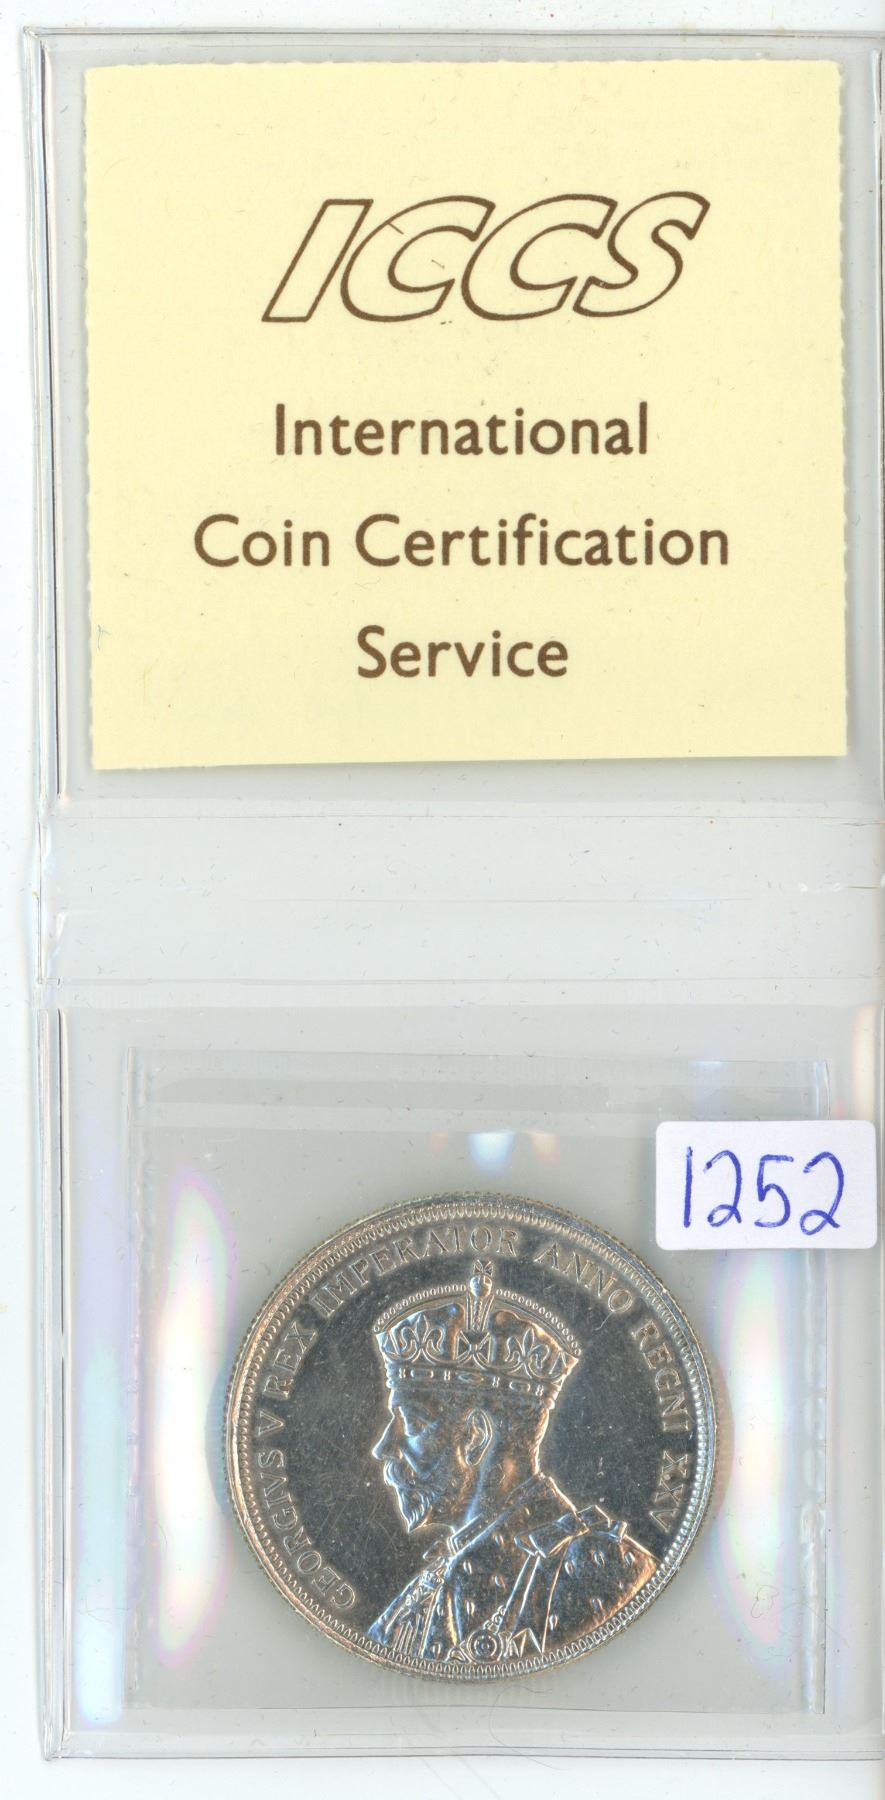 ICCS
International
Coin Certification
Service
1252
GEORGIVS V REX IMPERATOR ANNO REGNI XXV